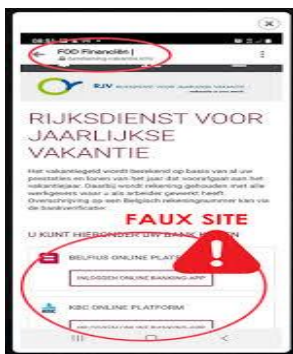 FOD Financiën |
RJV
RIJKSDIENST VOOR
JAARLIJKSE
VAKANTIE
Het vakantiegeld wordt berekend op basis van al uw
prestaties en lonen van het jaar dat voorafgaat aan het
vakantiejaar. Daarbij wordt rekening gehouden met alle
werkgevers waar u als arbeider gewerkt heeft.
Overschrijving op een Belgisch rekeningnummer kan via
de bankverificatie:
FAUX SITE
U KUNT HIERONDER UW BANK
BELFIUS ONLINE
INLOGGEN ONLINE BANKING APP
KBC ONLINE PLATFORM